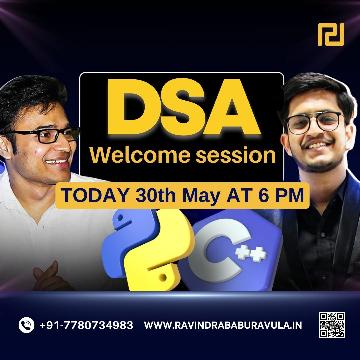 DSA
Welcome session
TODAY 30th May AT 6 PM
C++
+91-7780734983 WWW.RAVINDRABABURAVULA.IN